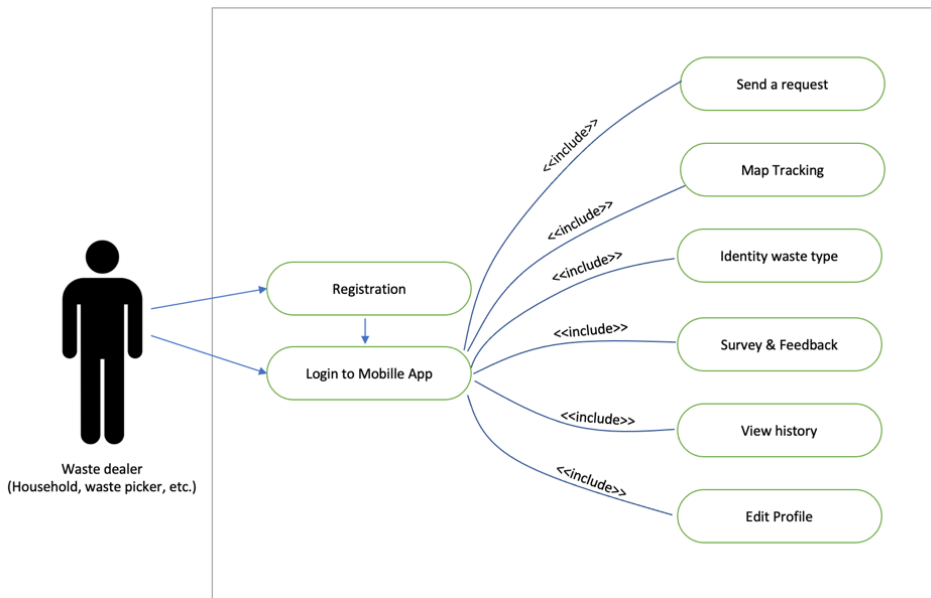 Send a request
<<include>>
Map Tracking
<<include>>
Identity waste type
<<include>>
Registration
<<include>>
Survey & Feedback
Login to Mobille App
<<include>>
View history
Waste dealer
(Household, waste picker, etc.)
<<include>>
Edit Profile